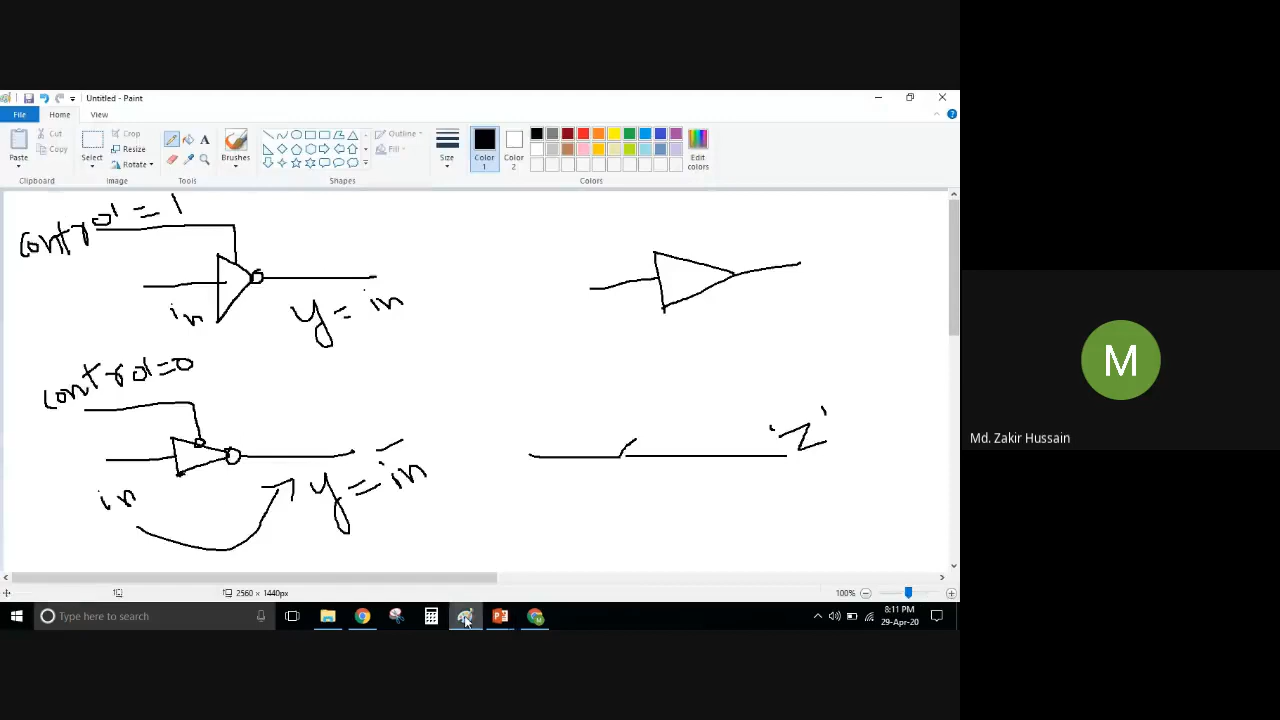 Untitled - Paint
File Home View
Paste
Cut
Copy
Clipboard
Select
Crop
Resize
Rotate
Image
Tools
Brushes
Shapes
Outline
Fill
Size
Color 1
Color 2
Edit colors
Colors
control = 1
in
y = in
control=0
in
y = in
'Z'
M
Md. Zakir Hussain
2560 × 1440px
100%
Type here to search
8:11 PM
29-Apr-20